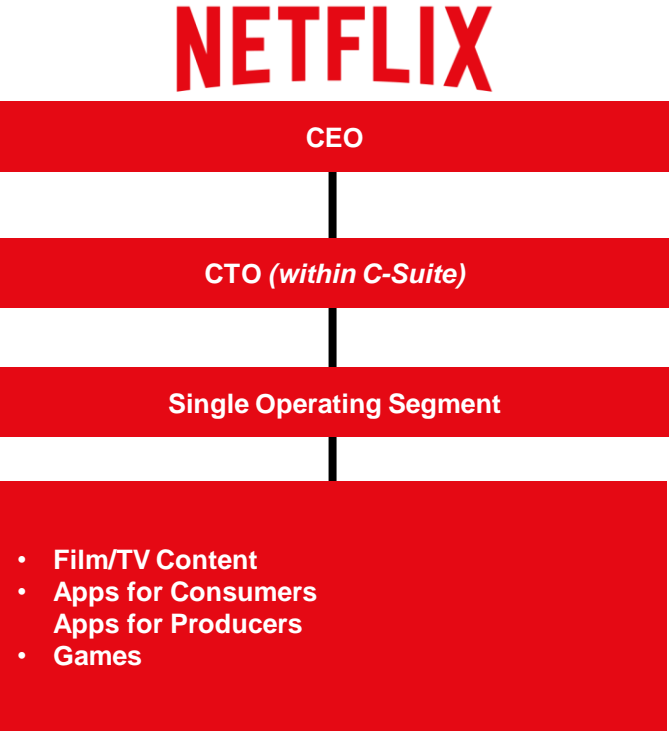 NETFLIX
CEO
CTO (within C-Suite)
Single Operating Segment
• Film/TV Content
• Apps for Consumers
Apps for Producers
• Games